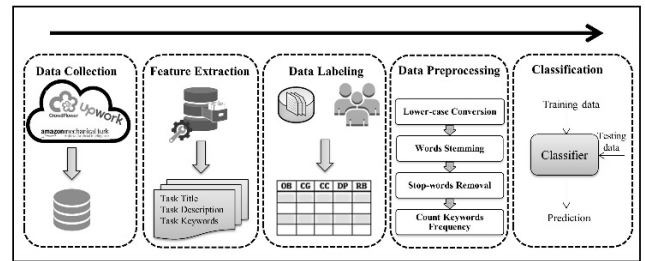 Data Collection
CrowdFlower
upwork
amazonmechanical turk
Feature Extraction
Task Title
Task Description
Task Keywords
Data Labeling
OB CG CC DP RB
Data Preprocessing
Lower-case Conversion
Words Stemming
Stop-words Removal
Count Keywords
Frequency
Classification
Training data
Testing
data
Classifier
Prediction